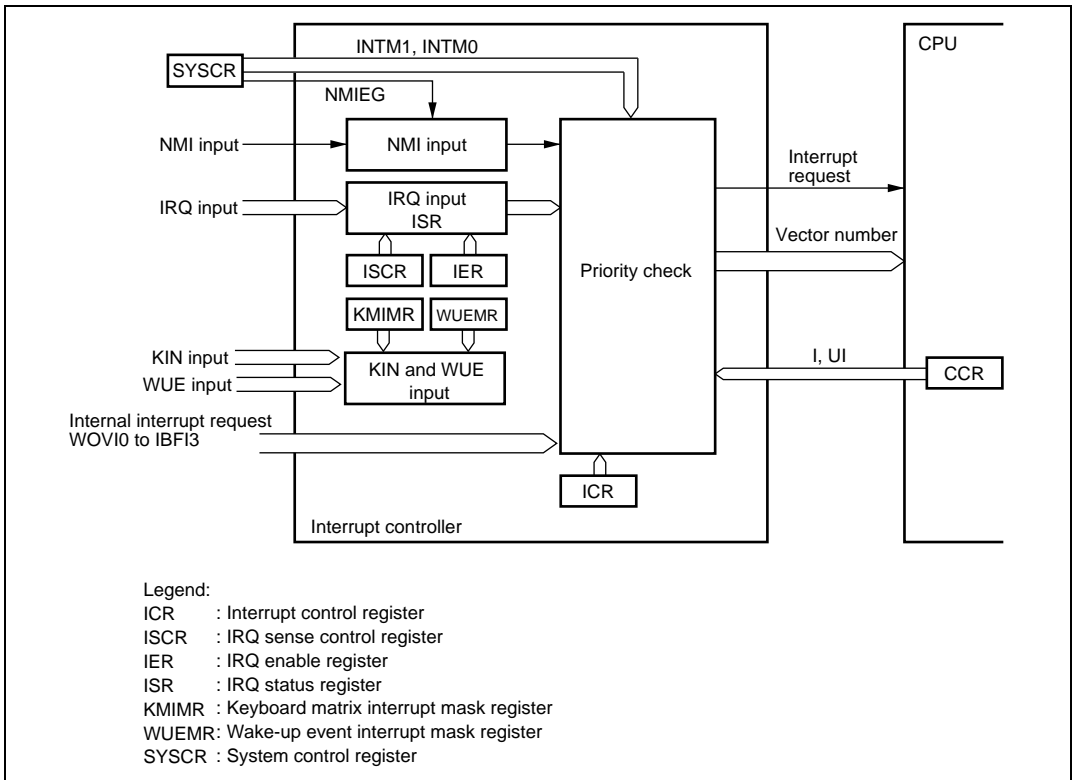 INTM1, INTM0
CPU
SYSCR
NMIEG
NMI input
NMI input
Interrupt
request
IRQ input
IRQ input
ISR
Vector number
ISCR
IER
Priority check
KMIMR
WUEMR
KIN input
WUE input
KIN and WUE
input
I, UI
CCR
Internal interrupt request
WOVI0 to IBFI3
ICR
Interrupt controller
Legend:
ICR : Interrupt control register
ISCR : IRQ sense control register
IER : IRQ enable register
ISR : IRQ status register
KMIMR : Keyboard matrix interrupt mask register
WUEMR: Wake-up event interrupt mask register
SYSCR : System control register